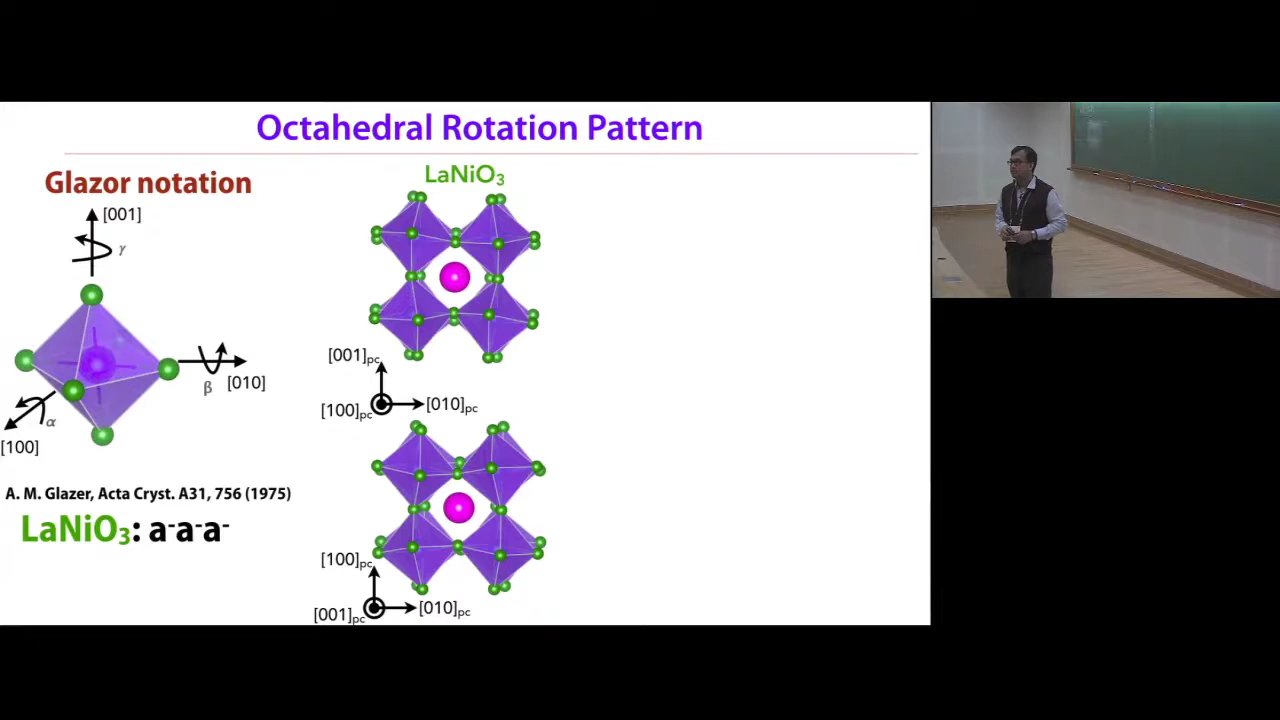 Octahedral Rotation Pattern
Glazor notation
[001]
γ
β
[010]
α
[100]
A. M. Glazer, Acta Cryst. A31, 756 (1975)
LaNiO₃: a⁻a⁻a⁻
LaNiO₃
[001]pc
[100]pc
[010]pc
[100]pc
[001]pc
[010]pc